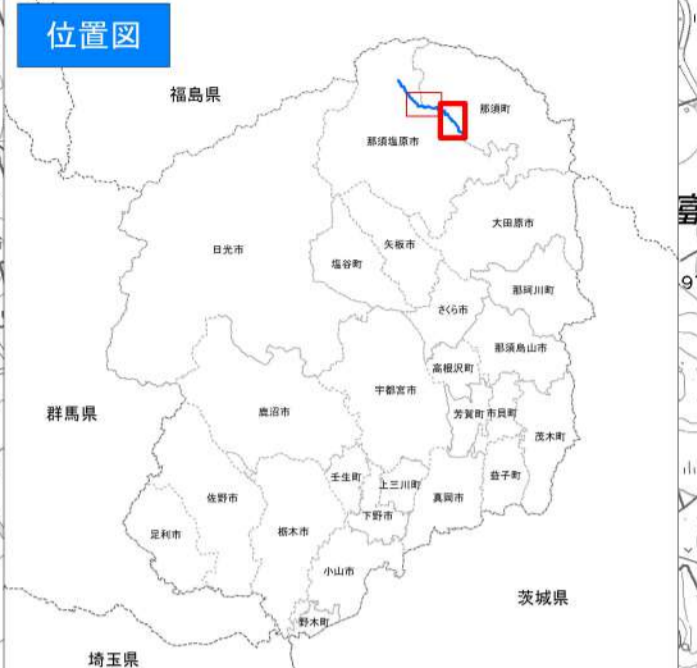 位置図
福島県
那須町
那須塩原市
大田原市
日光市
矢板市
塩谷町
那珂川町
さくら市
那須烏山市
高根沢町
宇都宮市
群馬県
鹿沼市
芳賀町
市貝町
茂木町
壬生町
上三川町
益子町
佐野市
真岡市
下野市
足利市
栃木市
小山市
茨城県
野木町
埼玉県